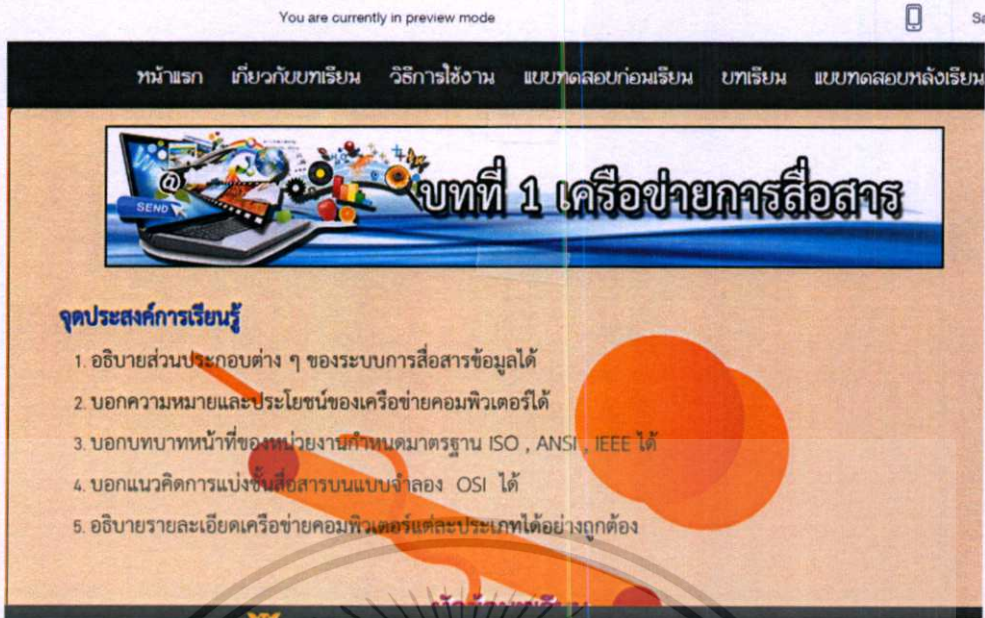 You are currently in preview mode
หน้าแรก เกี่ยวกับบทเรียน วิธีการใช้งาน แบบทดสอบก่อนเรียน บทเรียน แบบทดสอบหลังเรียน
@
SEND
บทที่ 1 เครือข่ายการสื่อสาร
จุดประสงค์การเรียนรู้
1. อธิบายส่วนประกอบต่าง ๆ ของระบบการสื่อสารข้อมูลได้
2. บอกความหมายและประโยชน์ของเครือข่ายคอมพิวเตอร์ได้
3. บอกบทบาทหน้าที่ของหน่วยงานกำหนดมาตรฐาน ISO , ANSI , IEEE ได้
4. บอกแนวคิดการแบ่งชั้นสื่อสารบนแบบจำลอง OSI ได้
5. อธิบายรายละเอียดเครือข่ายคอมพิวเตอร์แต่ละประเภทได้อย่างถูกต้อง